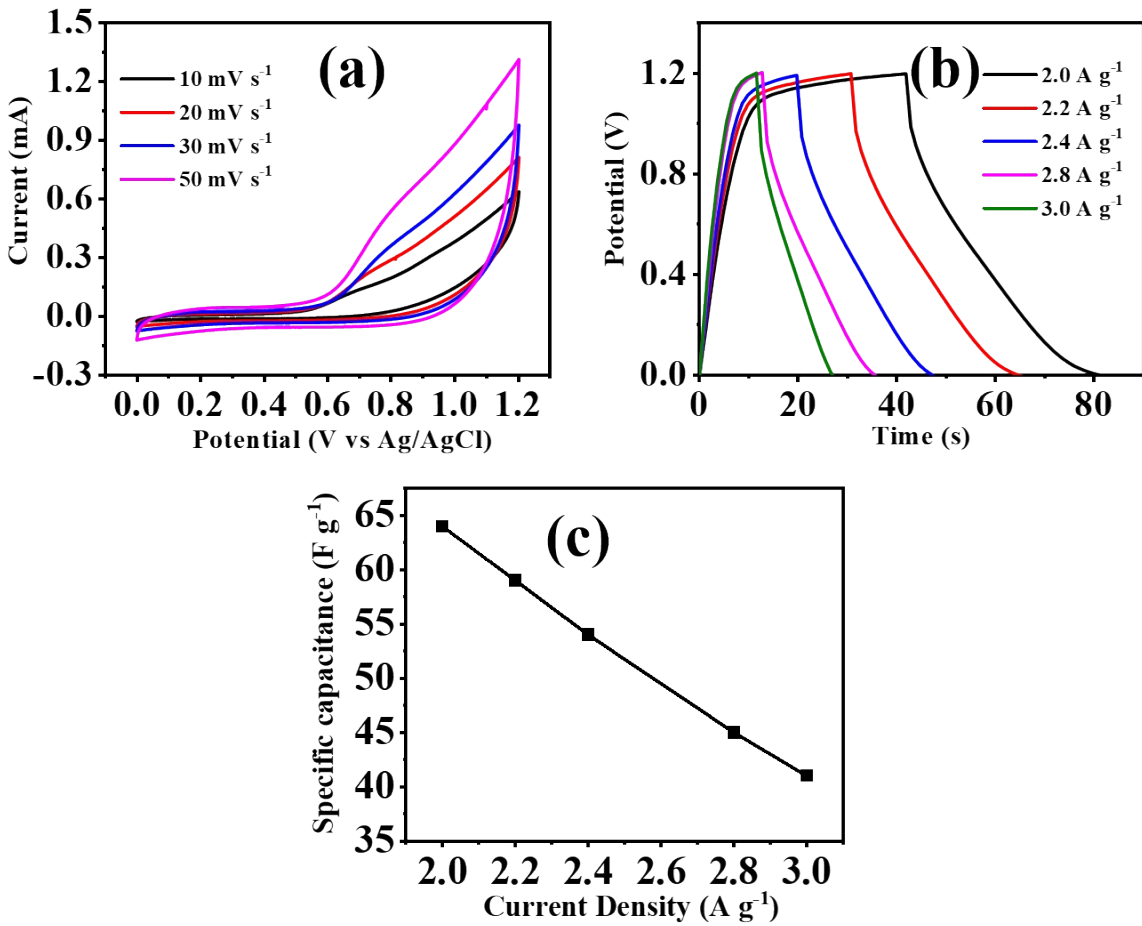 (a)
10 mV s⁻¹
20 mV s⁻¹
30 mV s⁻¹
50 mV s⁻¹
1.5
1.2
0.9
0.6
0.3
0.0
-0.3
Current (mA)
0.0 0.2 0.4 0.6 0.8 1.0 1.2
Potential (V vs Ag/AgCl)
(b)
2.0 A g⁻¹
2.2 A g⁻¹
2.4 A g⁻¹
2.8 A g⁻¹
3.0 A g⁻¹
1.2
0.8
0.4
0.0
Potential (V)
0 20 40 60 80
Time (s)
(c)
65
60
55
50
45
40
35
Specific capacitance (F g⁻¹)
2.0 2.2 2.4 2.6 2.8 3.0
Current Density (A g⁻¹)